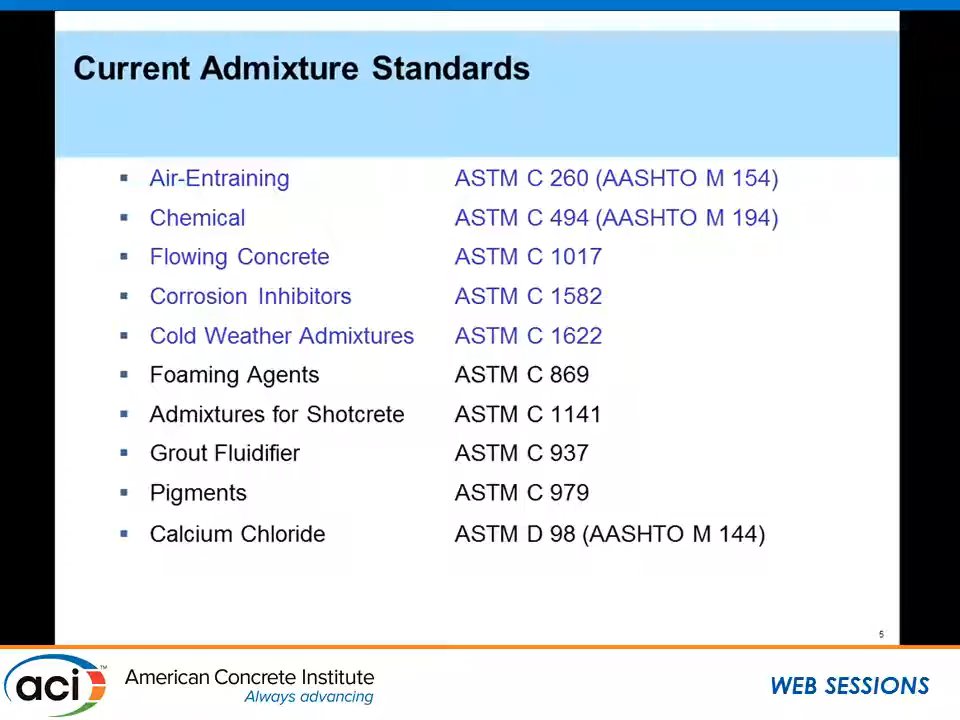 Current Admixture Standards
▪ Air-Entraining ASTM C 260 (AASHTO M 154)
▪ Chemical ASTM C 494 (AASHTO M 194)
▪ Flowing Concrete ASTM C 1017
▪ Corrosion Inhibitors ASTM C 1582
▪ Cold Weather Admixtures ASTM C 1622
▪ Foaming Agents ASTM C 869
▪ Admixtures for Shotcrete ASTM C 1141
▪ Grout Fluidifier ASTM C 937
▪ Pigments ASTM C 979
▪ Calcium Chloride ASTM D 98 (AASHTO M 144)
5
aci™ American Concrete Institute
Always advancing
WEB SESSIONS